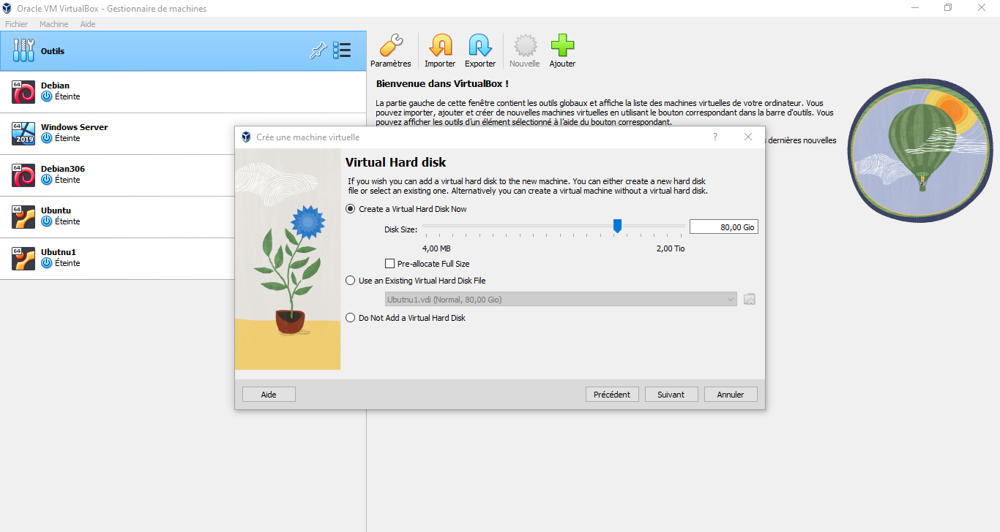 Oracle VM VirtualBox - Gestionnaire de machines
Fichier Machine Aide
Outils
Paramètres Importer Exporter Nouvelle Ajouter
64
Debian
Éteinte
64
2019
Windows Server
Éteinte
64
Debian306
Éteinte
64
Ubuntu
Éteinte
64
Ubutnu1
Éteinte
Bienvenue dans VirtualBox !
La partie gauche de cette fenêtre contient les outils globaux et affiche la liste des machines virtuelles de votre ordinateur. Vous
pouvez importer, ajouter et créer de nouvelles machines virtuelles en utilisant le bouton correspondant dans la barre d'outils. Vous
pouvez afficher les outils d'un élément sélectionné à l'aide du bouton correspondant.
dernières nouvelles
Crée une machine virtuelle
?
Virtual Hard disk
If you wish you can add a virtual hard disk to the new machine. You can either create a new hard disk
file or select an existing one. Alternatively you can create a virtual machine without a virtual hard disk.
Create a Virtual Hard Disk Now
Disk Size:
80,00 Gio
4,00 MB 2,00 Tio
Pre-allocate Full Size
Use an Existing Virtual Hard Disk File
Ubutnu1.vdi (Normal, 80,00 Gio)
Do Not Add a Virtual Hard Disk
Aide Précédent Suivant Annuler